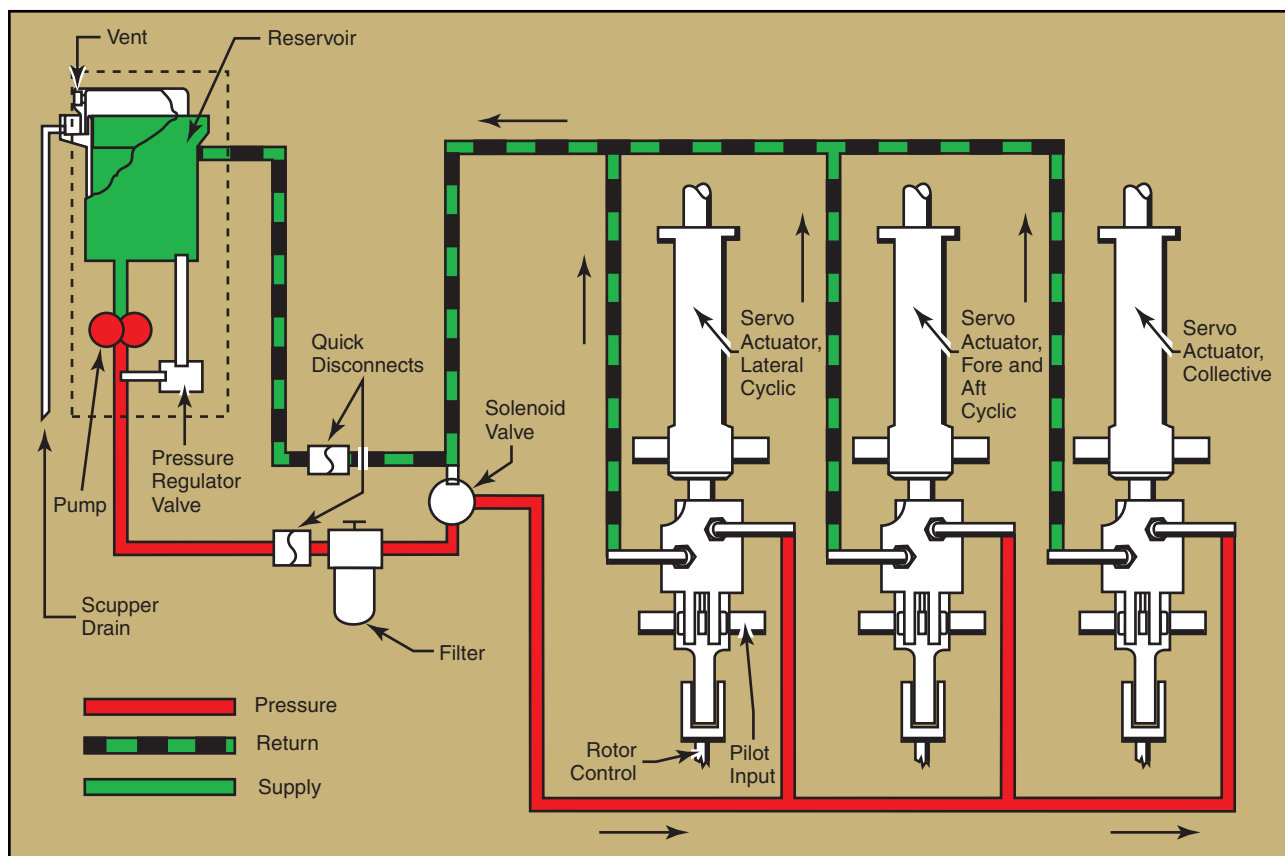 Vent
Reservoir
Quick
Disconnects
Solenoid
Valve
Servo
Actuator,
Lateral
Cyclic
Servo
Actuator,
Fore and
Aft
Cyclic
Servo
Actuator,
Collective
Pump
Pressure
Regulator
Valve
Scupper
Drain
Filter
Pressure
Return
Supply
Rotor
Control
Pilot
Input